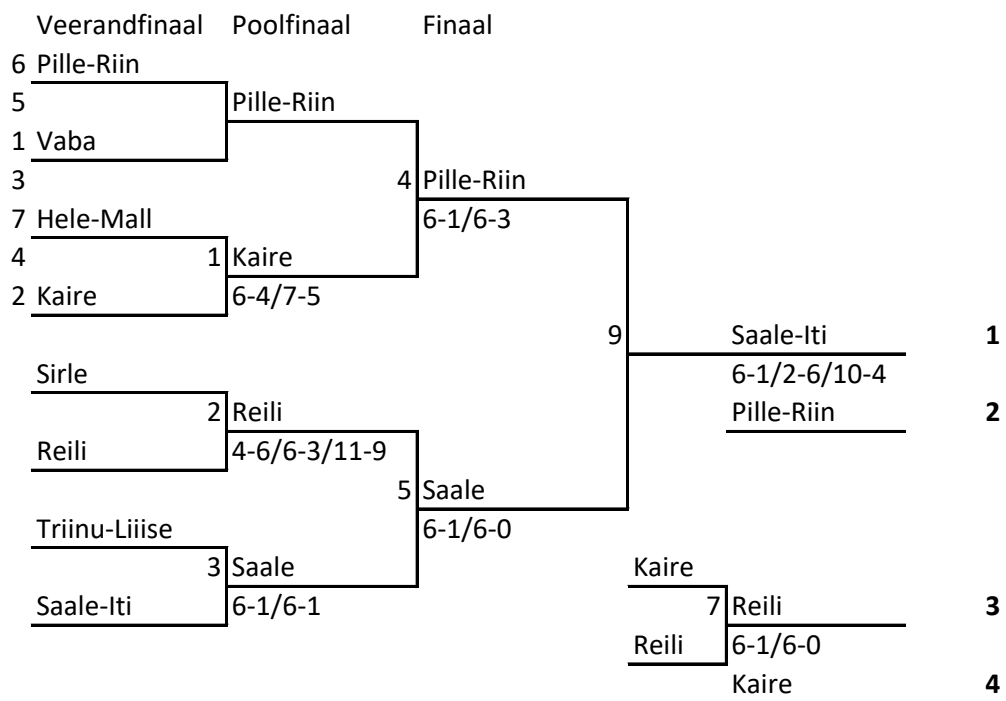 Veerandfinaal Poolfinaal Finaal
6 Pille-Riin
5 Pille-Riin
1 Vaba
3 4 Pille-Riin
7 Hele-Mall 6-1/6-3
4 1 Kaire
2 Kaire 6-4/7-5
9 Saale-Iti 1
Sirle 6-1/2-6/10-4
2 Reili Pille-Riin 2
Reili 4-6/6-3/11-9
5 Saale
Triinu-Liiise 6-1/6-0
3 Saale Kaire
Saale-Iti 6-1/6-1 7 Reili 3
Reili 6-1/6-0
Kaire 4